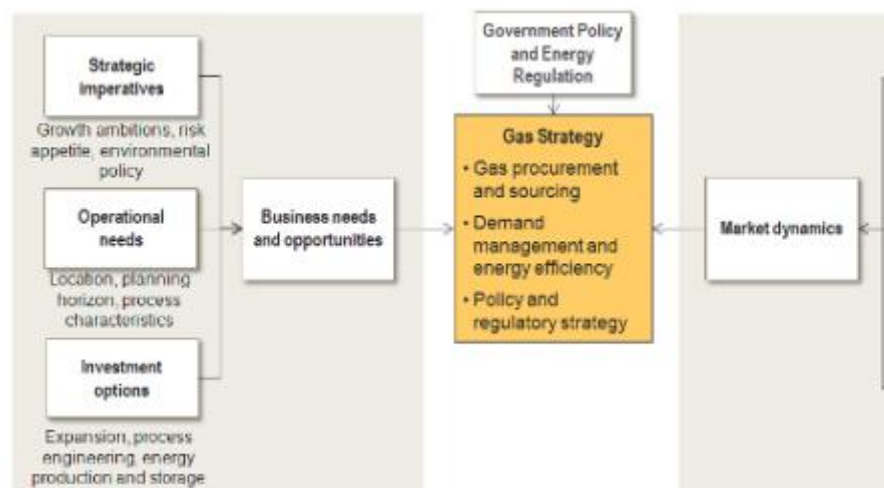 Strategic
imperatives
Growth ambitions, risk
appetite, environmental
policy
Operational
needs
Location, planning
horizon, process
characteristics
Investment
options
Expansion, process
engineering, energy
production and storage
Business needs
and opportunities
Government Policy
and Energy
Regulation
Gas Strategy
• Gas procurement
and sourcing
• Demand
management and
energy efficiency
• Policy and
regulatory strategy
Market dynamics